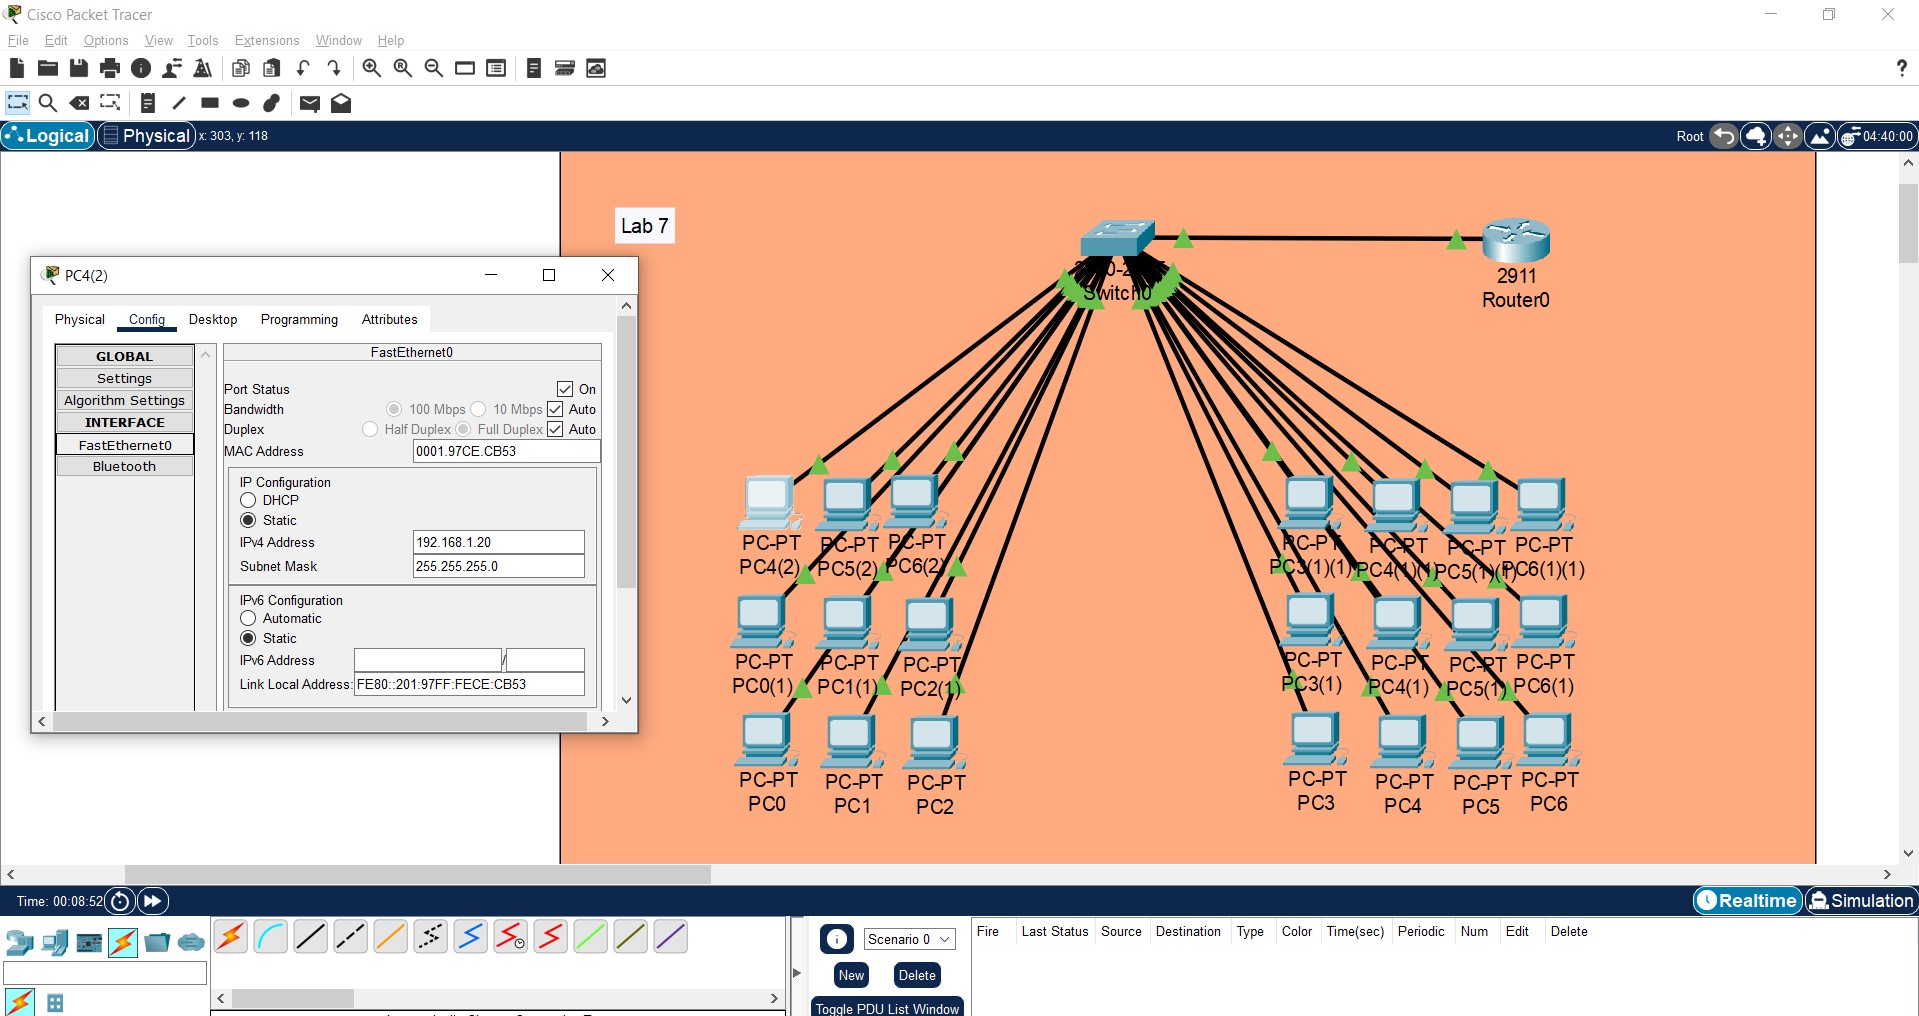 Cisco Packet Tracer
File Edit Options View Tools Extensions Window Help
?
Logical Physical x: 303, y: 118
Root 04:40:00
Lab 7
2911
Router0
Switch0
PC4(2)
Physical Config Desktop Programming Attributes
GLOBAL
Settings
Algorithm Settings
INTERFACE
FastEthernet0
Bluetooth
FastEthernet0
Port Status On
Bandwidth 100 Mbps 10 Mbps Auto
Duplex Half Duplex Full Duplex Auto
MAC Address 0001.97CE.CB53
IP Configuration
DHCP
Static
IPv4 Address 192.168.1.20
Subnet Mask 255.255.255.0
IPv6 Configuration
Automatic
Static
IPv6 Address /
Link Local Address: FE80::201:97FF:FECE:CB53
PC-PT PC-PT PC-PT PC-PT PC-PT PC-PT PC-PT
PC4(2) PC5(2) PC6(2) PC3(1)(1) PC4(1)(1) PC5(1)(1) PC6(1)(1)
PC-PT PC-PT PC-PT PC-PT PC-PT PC-PT PC-PT
PC0(1) PC1(1) PC2(1) PC3(1) PC4(1) PC5(1) PC6(1)
PC-PT PC-PT PC-PT PC-PT PC-PT PC-PT PC-PT
PC0 PC1 PC2 PC3 PC4 PC5 PC6
Time: 00:08:52 Realtime Simulation
Scenario 0
New Delete
Toggle PDU List Window
Fire Last Status Source Destination Type Color Time(sec) Periodic Num Edit Delete